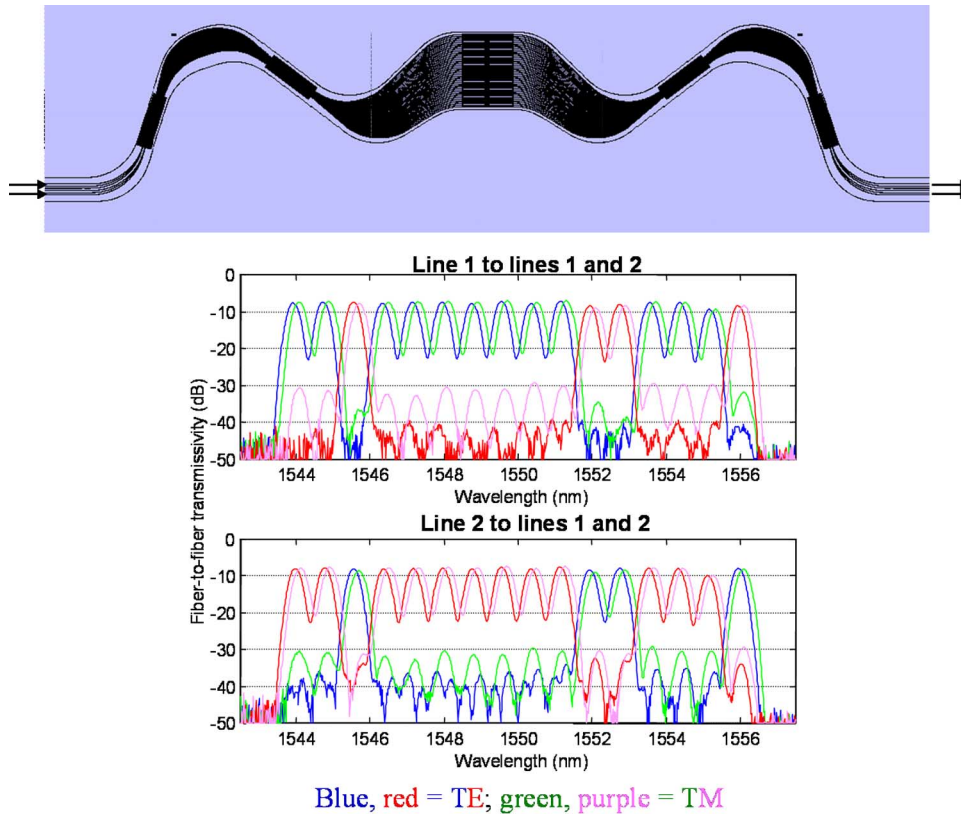 Line 1 to lines 1 and 2
0
-10
-20
-30
-40
-50
1544 1546 1548 1550 1552 1554 1556
Wavelength (nm)
Line 2 to lines 1 and 2
0
-10
-20
-30
-40
-50
1544 1546 1548 1550 1552 1554 1556
Wavelength (nm)
Fiber-to-fiber transmissivity (dB)
Blue, red = TE; green, purple = TM